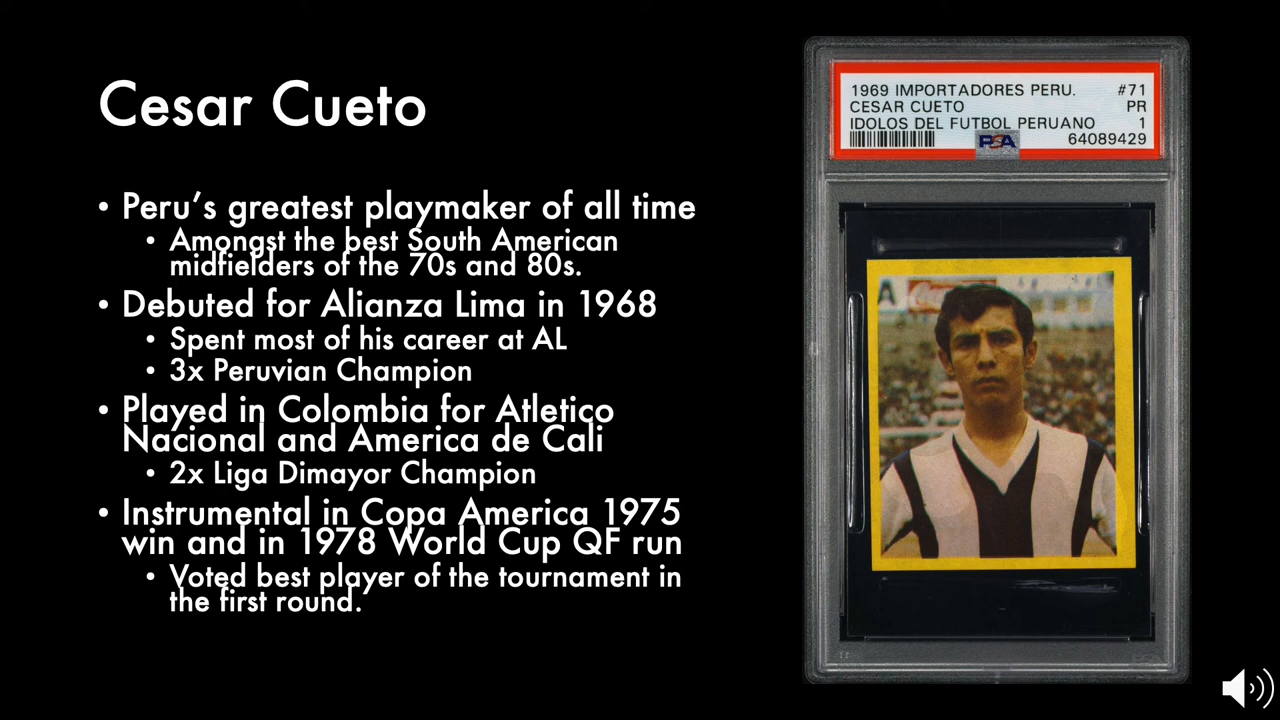 Cesar Cueto
• Peru's greatest playmaker of all time
• Amongst the best South American
midfielders of the 70s and 80s.
• Debuted for Alianza Lima in 1968
• Spent most of his career at AL
• 3x Peruvian Champion
• Played in Colombia for Atletico
Nacional and America de Cali
• 2x Liga Dimayor Champion
• Instrumental in Copa America 1975
win and in 1978 World Cup QF run
• Voted best player of the tournament in
the first round.
1969 IMPORTADORES PERU. #71
CESAR CUETO PR
IDOLOS DEL FUTBOL PERUANO 1
PSA 64089429